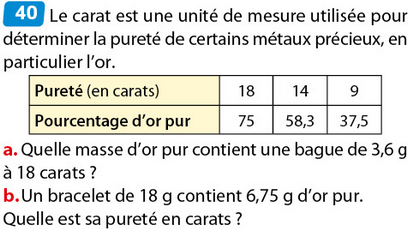 40 Le carat est une unité de mesure utilisée pour
déterminer la pureté de certains métaux précieux, en
particulier l'or.
Pureté (en carats) 18 14 9
Pourcentage d'or pur 75 58,3 37,5
a. Quelle masse d'or pur contient une bague de 3,6 g
à 18 carats ?
b. Un bracelet de 18 g contient 6,75 g d'or pur.
Quelle est sa pureté en carats ?